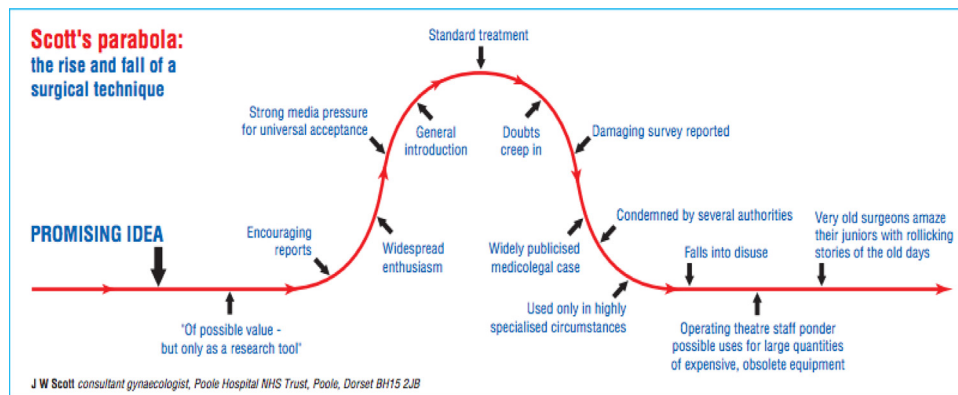 Scott's parabola:
the rise and fall of a
surgical technique
Standard treatment
Strong media pressure
for universal acceptance
General
introduction
Doubts
creep in
Damaging survey reported
PROMISING IDEA
Encouraging
reports
Widespread
enthusiasm
Widely publicised
medicolegal case
Condemned by several authorities
Very old surgeons amaze
their juniors with rollicking
stories of the old days
Falls into disuse
"Of possible value -
but only as a research tool"
Used only in highly
specialised circumstances
Operating theatre staff ponder
possible uses for large quantities
of expensive, obsolete equipment
J W Scott consultant gynaecologist, Poole Hospital NHS Trust, Poole, Dorset BH15 2JB